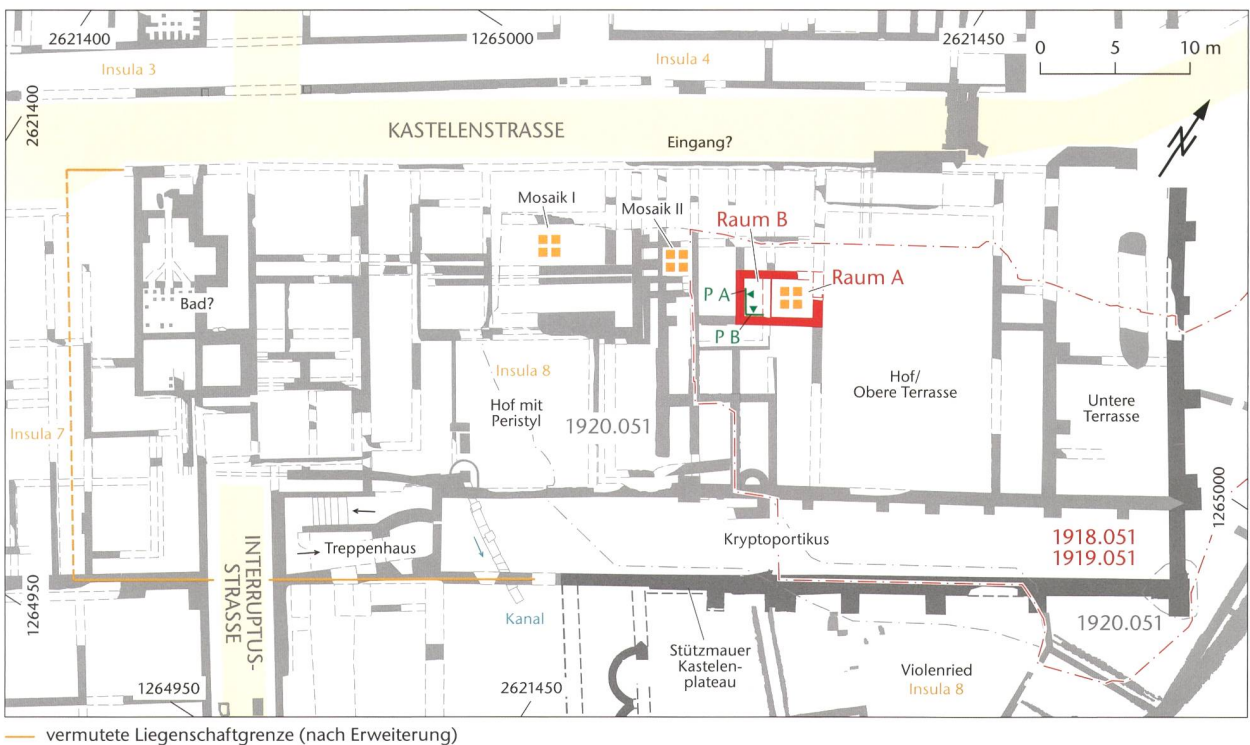 2621400
1265000
2621450
0 5 10 m
Insula 3
Insula 4
2621400
KASTELENSTRASSE
Eingang?
N
Mosaik I
Mosaik II
Raum B
Raum A
P A
P B
Bad?
Insula 8
Hof mit
Peristyl
1920.051
Hof/
Obere Terrasse
Untere
Terrasse
Insula 7
1265000
Kryptoportikus
1918.051
1919.051
Treppenhaus
INTERRUPTUS-
STRASSE
1264950
Kanal
1920.051
Stützmauer
Kastelen-
plateau
Violenried
Insula 8
1264950
2621450
vermutete Liegenschaftgrenze (nach Erweiterung)